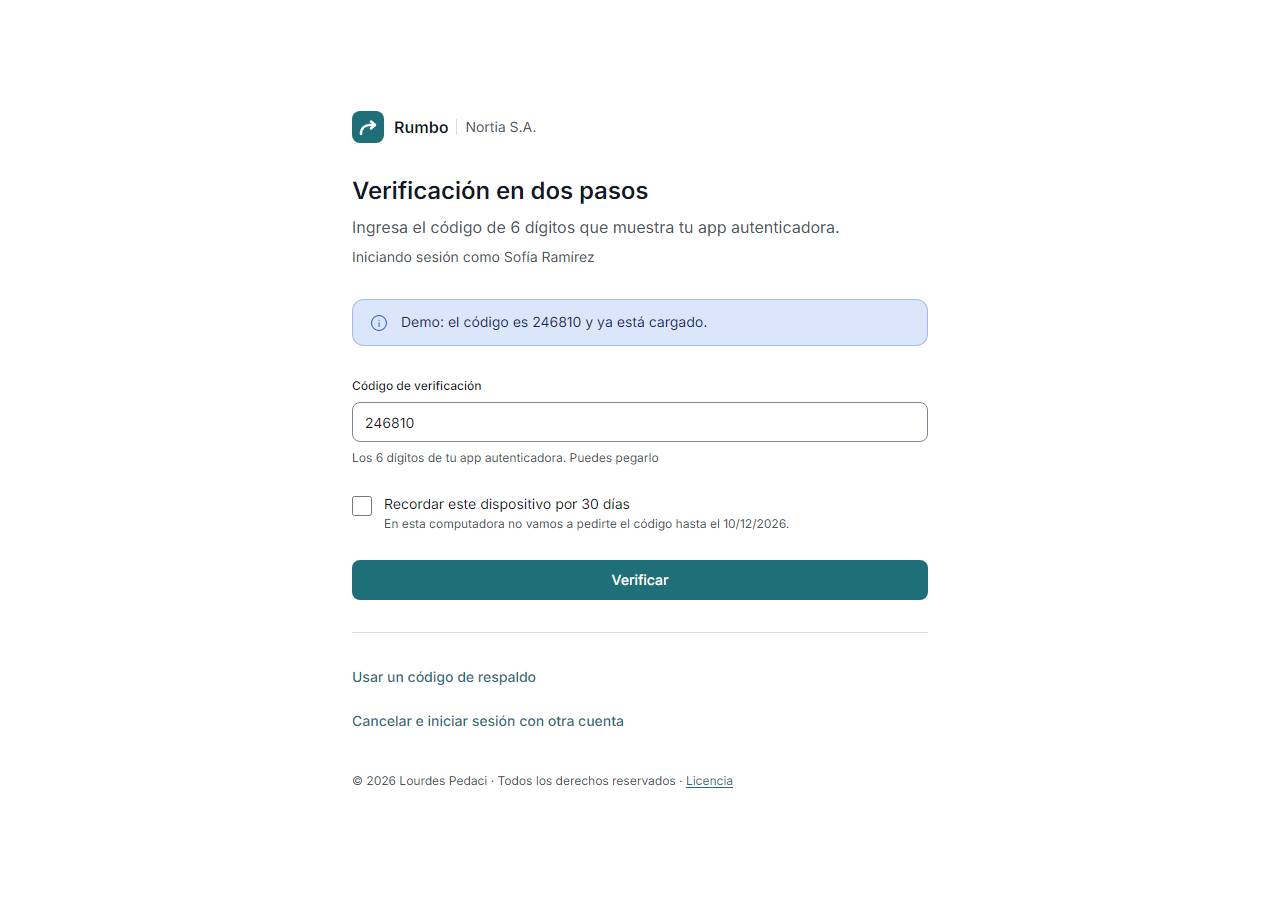 Rumbo
Nortia S.A.
Verificación en dos pasos
Ingresa el código de 6 dígitos que muestra tu app autenticadora.
Iniciando sesión como Sofía Ramírez
Demo: el código es 246810 y ya está cargado.
Código de verificación
246810
Los 6 dígitos de tu app autenticadora. Puedes pegarlo
Recordar este dispositivo por 30 días
En esta computadora no vamos a pedirte el código hasta el 10/12/2026.
Verificar
Usar un código de respaldo
Cancelar e iniciar sesión con otra cuenta
© 2026 Lourdes Pedaci · Todos los derechos reservados · Licencia